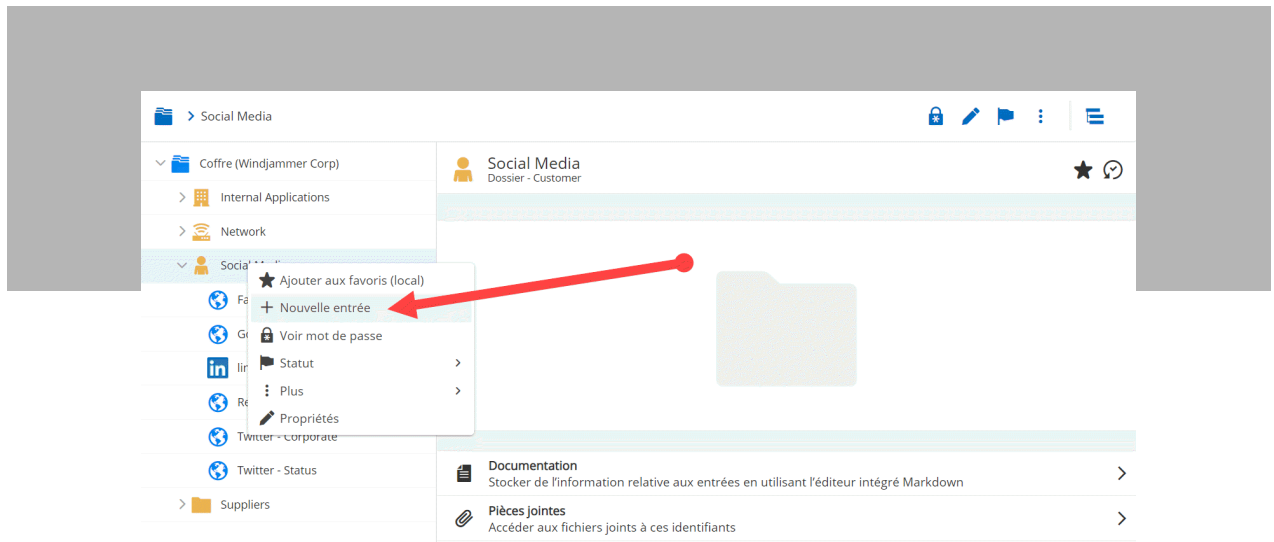 Social Media
Coffre (Windjammer Corp)
Internal Applications
Network
Ajouter aux favoris (local)
Nouvelle entrée
Voir mot de passe
Statut
Plus
Propriétés
Twitter - Corporate
Twitter - Status
Suppliers
Social Media
Dossier - Customer
Documentation
Stocker de l'information relative aux entrées en utilisant l'éditeur intégré Markdown
Pièces jointes
Accéder aux fichiers joints à ces identifiants